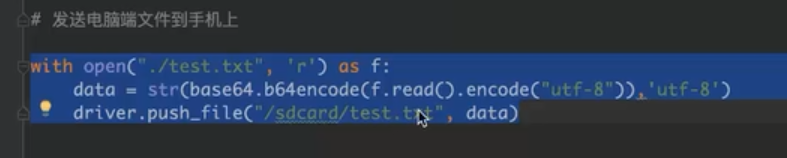 # 发送电脑端文件到手机上
with open("./test.txt", 'r') as f:
data = str(base64.b64encode(f.read().encode("utf-8")),'utf-8')
driver.push_file("/sdcard/test.txt", data)